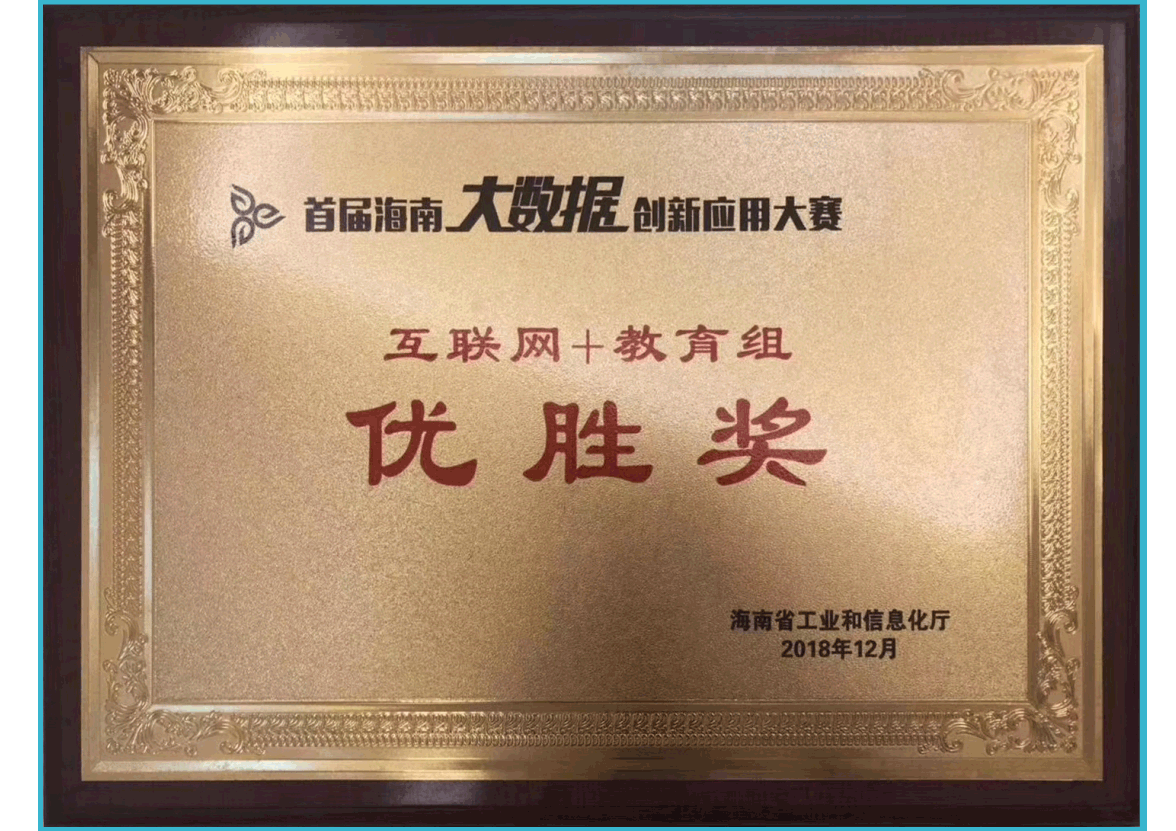 首届海南大数据创新应用大赛
互联网+教育组
优胜奖
海南省工业和信息化厅
2018年12月